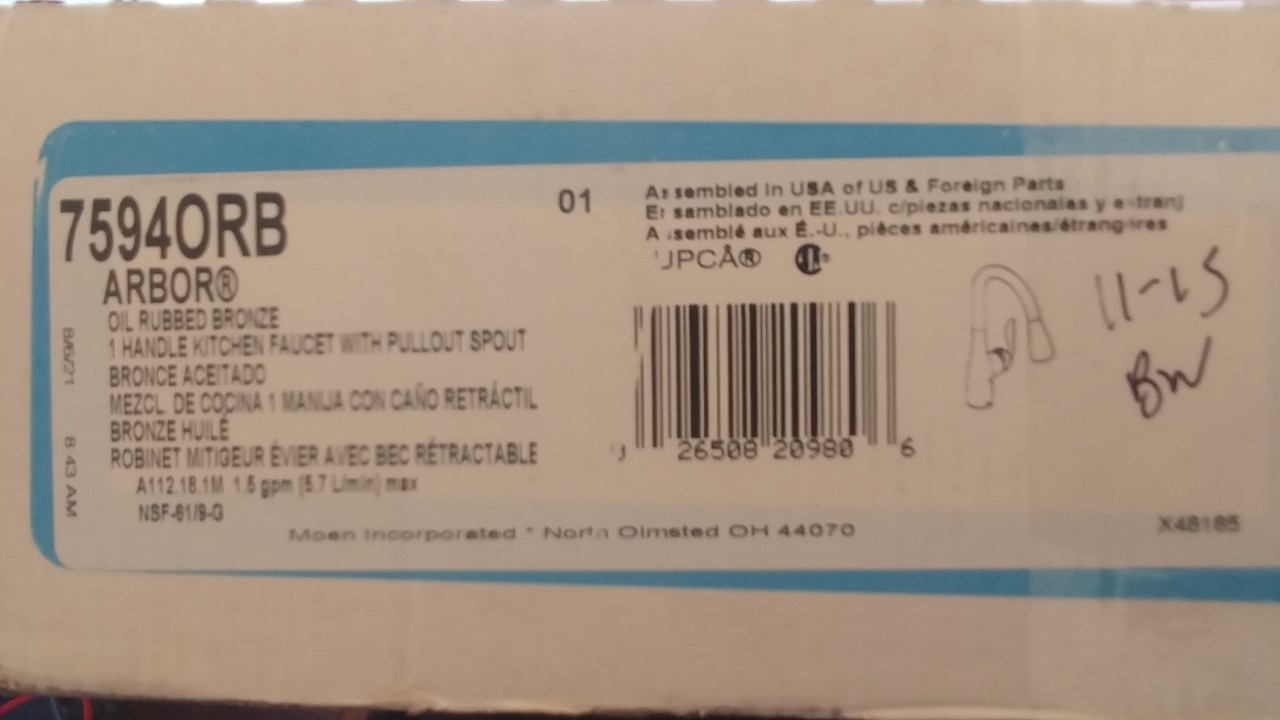 7594ORB
ARBOR®
OIL RUBBED BRONZE
1 HANDLE KITCHEN FAUCET WITH PULLOUT SPOUT
BRONCE ACEITADO
MEZCL. DE COCINA 1 MANIJA CON CAÑO RETRÁCTIL
BRONZE HUILÉ
ROBINET MITIGEUR ÉVIER AVEC BEC RÉTRACTABLE
A112.18.1M 1.5 gpm (5.7 L/min) max
NSF-61/9-G
8/6/21 8 43 AM
01
Assembled in USA of US & Foreign Parts
Ensamblado en EE.UU. c/piezas nacionales y extranj
Assemblé aux É.-U., pièces américaines/étrangères
UPCÂ®
26508 20980 6
11-15
BW
Moen Incorporated * North Olmsted OH 44070
X48185